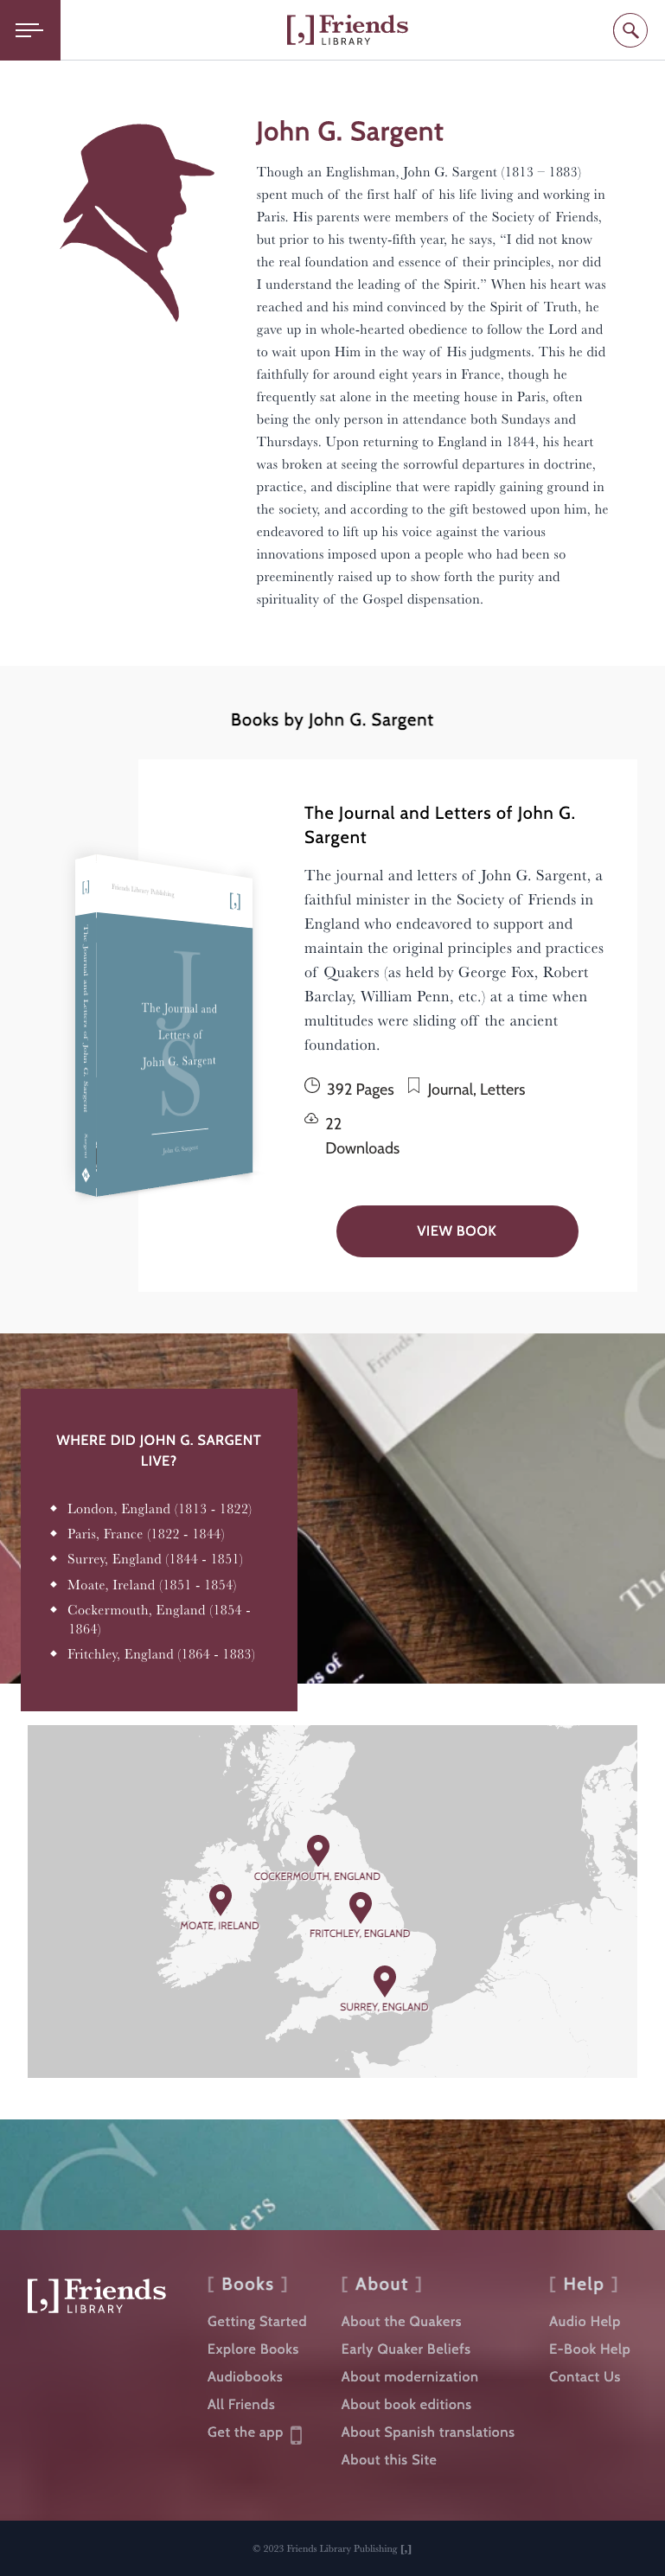 [,] Friends
LIBRARY
John G. Sargent
Though an Englishman, John G. Sargent (1813 – 1883)
spent much of the first half of his life living and working in
Paris. His parents were members of the Society of Friends,
but prior to his twenty-fifth year, he says, “I did not know
the real foundation and essence of their principles, nor did
I understand the leading of the Spirit.” When his heart was
reached and his mind convinced by the Spirit of Truth, he
gave up in whole-hearted obedience to follow the Lord and
to wait upon Him in the way of His judgments. This he did
faithfully for around eight years in France, though he
frequently sat alone in the meeting house in Paris, often
being the only person in attendance both Sundays and
Thursdays. Upon returning to England in 1844, his heart
was broken at seeing the sorrowful departures in doctrine,
practice, and discipline that were rapidly gaining ground in
the society, and according to the gift bestowed upon him, he
endeavored to lift up his voice against the various
innovations imposed upon a people who had been so
preeminently raised up to show forth the purity and
spirituality of the Gospel dispensation.
Books by John G. Sargent
[,]
Friends Library Publishing
[,]
The Journal and Letters of John G. Sargent
Sargent
JS
The Journal and
Letters of
John G. Sargent
John G. Sargent
The Journal and Letters of John G.
Sargent
The journal and letters of John G. Sargent, a
faithful minister in the Society of Friends in
England who endeavored to support and
maintain the original principles and practices
of Quakers (as held by George Fox, Robert
Barclay, William Penn, etc.) at a time when
multitudes were sliding off the ancient
foundation.
392 Pages
Journal, Letters
22
Downloads
VIEW BOOK
Friends
The
gs of
WHERE DID JOHN G. SARGENT
LIVE?
London, England (1813 - 1822)
Paris, France (1822 - 1844)
Surrey, England (1844 - 1851)
Moate, Ireland (1851 - 1854)
Cockermouth, England (1854 -
1864)
Fritchley, England (1864 - 1883)
COCKERMOUTH, ENGLAND
MOATE, IRELAND
FRITCHLEY, ENGLAND
SURREY, ENGLAND
ters
[,] Friends
LIBRARY
[ Books ]
Getting Started
Explore Books
Audiobooks
All Friends
Get the app
[ About ]
About the Quakers
Early Quaker Beliefs
About modernization
About book editions
About Spanish translations
About this Site
[ Help ]
Audio Help
E-Book Help
Contact Us
© 2023 Friends Library Publishing [,]